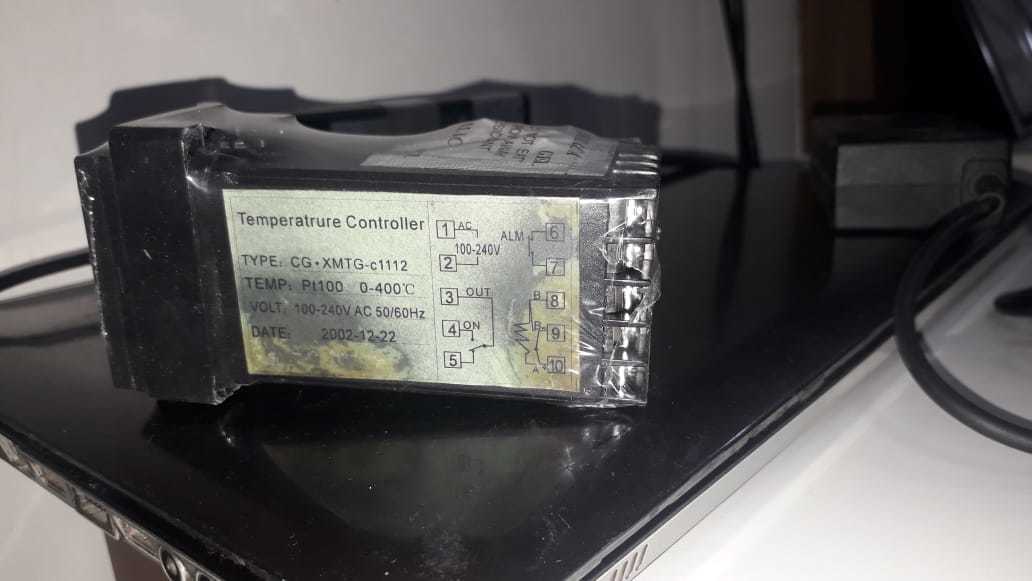 Temperatrure Controller
TYPE: CG·XMTG-c1112
TEMP: Pt100 0-400℃
VOLT: 100-240V AC 50/60Hz
DATE: 2002-12-22
1 AC
100-240V
2
3 OUT
4 ON
5
ALM 6
7
B 8
B 9
A 10